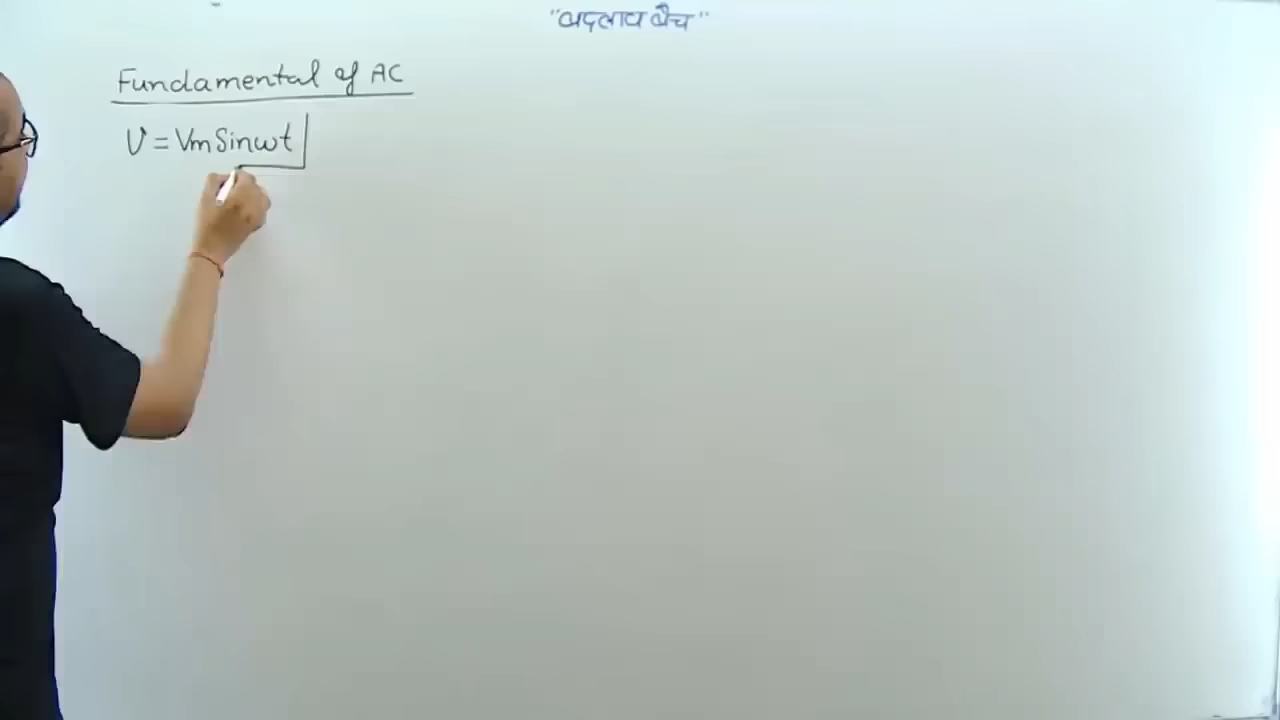 "बदलाव बैच"
Fundamental of AC
V = Vm Sinωt